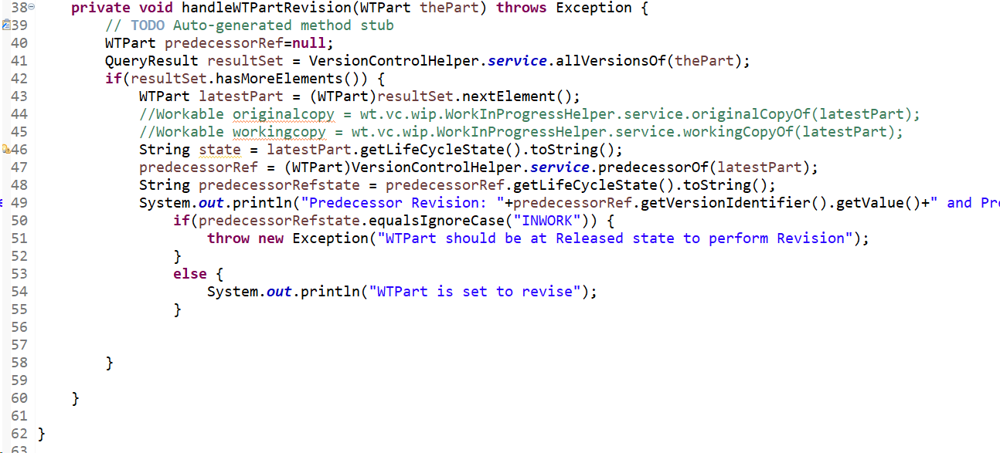 38 private void handleWTPartRevision(WTPart thePart) throws Exception {
39 // TODO Auto-generated method stub
40 WTPart predecessorRef=null;
41 QueryResult resultSet = VersionControlHelper.service.allVersionsOf(thePart);
42 if(resultSet.hasMoreElements()) {
43 WTPart latestPart = (WTPart)resultSet.nextElement();
44 //Workable originalcopy = wt.vc.wip.WorkInProgressHelper.service.originalCopyOf(latestPart);
45 //Workable workingcopy = wt.vc.wip.WorkInProgressHelper.service.workingCopyOf(latestPart);
46 String state = latestPart.getLifeCycleState().toString();
47 predecessorRef = (WTPart)VersionControlHelper.service.predecessorOf(latestPart);
48 String predecessorRefstate = predecessorRef.getLifeCycleState().toString();
49 System.out.println("Predecessor Revision: "+predecessorRef.getVersionIdentifier().getValue()+" and Pr
50 if(predecessorRefstate.equalsIgnoreCase("INWORK")) {
51 throw new Exception("WTPart should be at Released state to perform Revision");
52 }
53 else {
54 System.out.println("WTPart is set to revise");
55 }
56
57
58 }
59
60 }
61
62 }
63